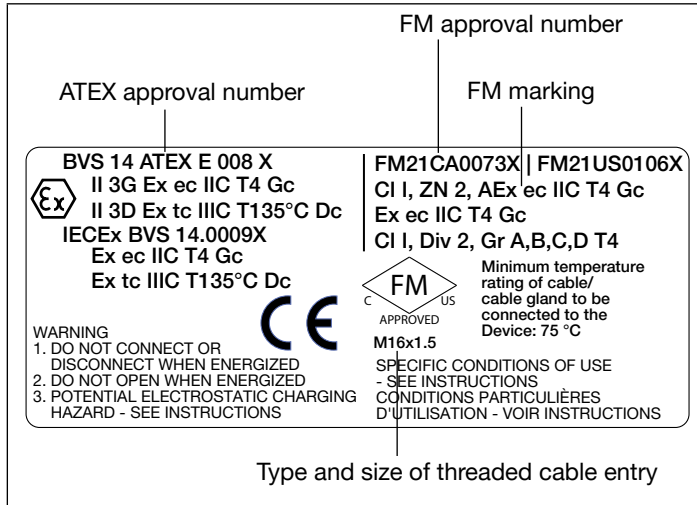 FM approval number
ATEX approval number
FM marking
BVS 14 ATEX E 008 X
Ex
II 3G Ex ec IIC T4 Gc
II 3D Ex tc IIIC T135°C Dc
IECEx BVS 14.0009X
Ex ec IIC T4 Gc
Ex tc IIIC T135°C Dc
CE
WARNING
1. DO NOT CONNECT OR
DISCONNECT WHEN ENERGIZED
2. DO NOT OPEN WHEN ENERGIZED
3. POTENTIAL ELECTROSTATIC CHARGING
HAZARD - SEE INSTRUCTIONS
FM21CA0073X | FM21US0106X
Cl I, ZN 2, AEx ec IIC T4 Gc
Ex ec IIC T4 Gc
Cl I, Div 2, Gr A,B,C,D T4
FM
C US
APPROVED
Minimum temperature
rating of cable/
cable gland to be
connected to the
Device: 75 °C
M16x1.5
SPECIFIC CONDITIONS OF USE
- SEE INSTRUCTIONS
CONDITIONS PARTICULIÈRES
D'UTILISATION - VOIR INSTRUCTIONS
Type and size of threaded cable entry